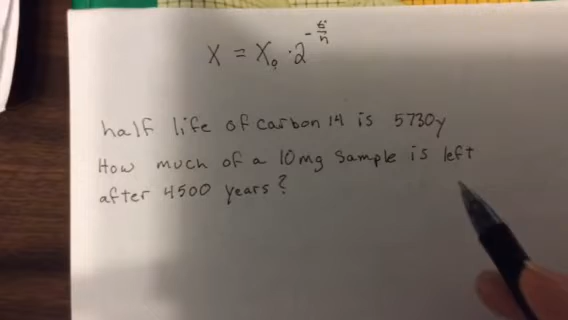 X = X₀ · 2^(-t/h)
half life of carbon 14 is 5730y
How much of a 10mg sample is left
after 4500 years?